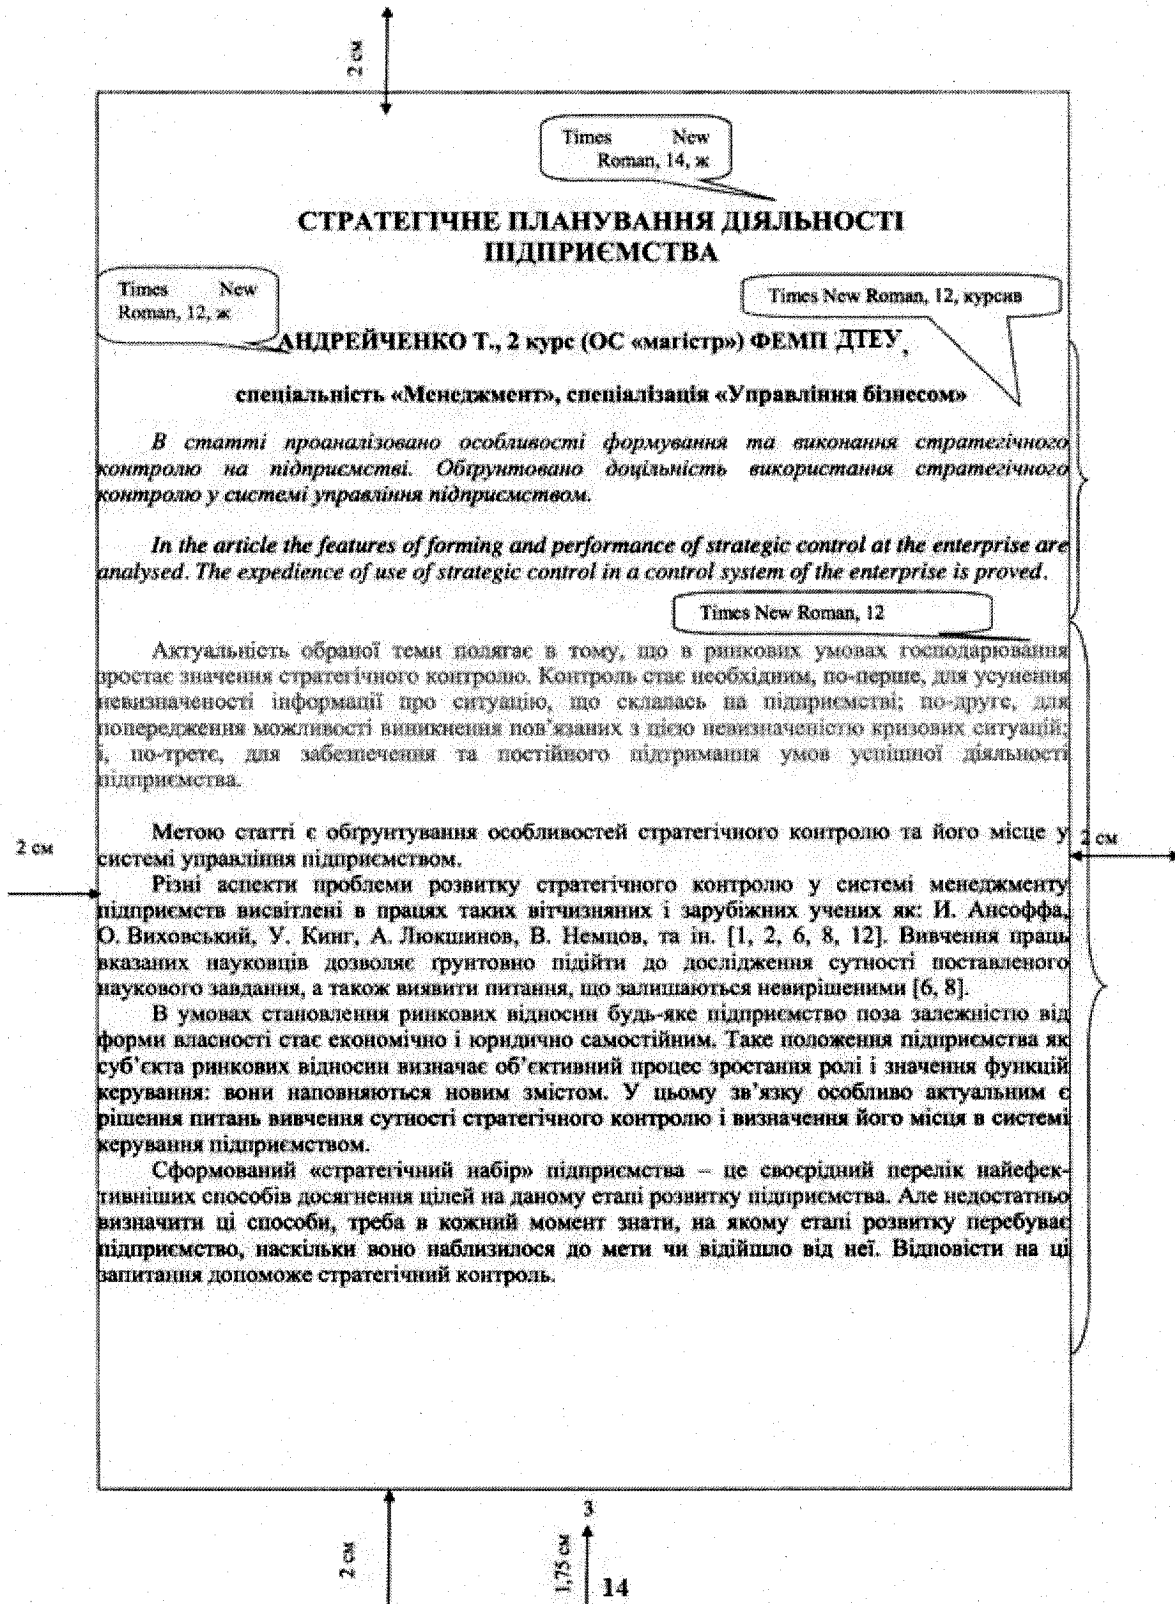 2 см
Times New
Roman, 14, ж
СТРАТЕГІЧНЕ ПЛАНУВАННЯ ДІЯЛЬНОСТІ
ПІДПРИЄМСТВА
Times New
Roman, 12, ж
Times New Roman, 12, курсив
АНДРЕЙЧЕНКО Т., 2 курс (ОС «магістр») ФЕМП ДТЕУ,
спеціальність «Менеджмент», спеціалізація «Управління бізнесом»
В статті проаналізовано особливості формування та виконання стратегічного
контролю на підприємстві. Обґрунтовано доцільність використання стратегічного
контролю у системі управління підприємством.
In the article the features of forming and performance of strategic control at the enterprise are
analysed. The expedience of use of strategic control in a control system of the enterprise is proved.
Times New Roman, 12
Актуальність обраної теми полягає в тому, що в ринкових умовах господарювання
зростає значення стратегічного контролю. Контроль стає необхідним, по-перше, для усунення
невизначеності інформації про ситуацію, що склалась на підприємстві; по-друге, для
попередження можливості виникнення пов’язаних з цією невизначеністю кризових ситуацій;
і, по-третє, для забезпечення та постійного підтримання умов успішної діяльності
підприємства.
Метою статті є обґрунтування особливостей стратегічного контролю та його місце у
системі управління підприємством.
2 см
2 см
Різні аспекти проблеми розвитку стратегічного контролю у системі менеджменту
підприємств висвітлені в працях таких вітчизняних і зарубіжних учених як: И. Ансоффа,
О. Виховський, У. Кинг, А. Люкшинов, В. Немцов, та ін. [1, 2, 6, 8, 12]. Вивчення праць
вказаних науковців дозволяє ґрунтовно підійти до дослідження сутності поставленого
наукового завдання, а також виявити питання, що залишаються невирішеними [6, 8].
В умовах становлення ринкових відносин будь-яке підприємство поза залежністю від
форми власності стає економічно і юридично самостійним. Таке положення підприємства як
суб’єкта ринкових відносин визначає об’єктивний процес зростання ролі і значення функцій
керування: вони наповняються новим змістом. У цьому зв’язку особливо актуальним є
рішення питань вивчення сутності стратегічного контролю і визначення його місця в системі
керування підприємством.
Сформований «стратегічний набір» підприємства – це своєрідний перелік найефек-
тивніших способів досягнення цілей на даному етапі розвитку підприємства. Але недостатньо
визначити ці способи, треба в кожний момент знати, на якому етапі розвитку перебуває
підприємство, наскільки воно наблизилося до мети чи відійшло від неї. Відповісти на ці
запитання допоможе стратегічний контроль.
3
2 см
1,75 см
14